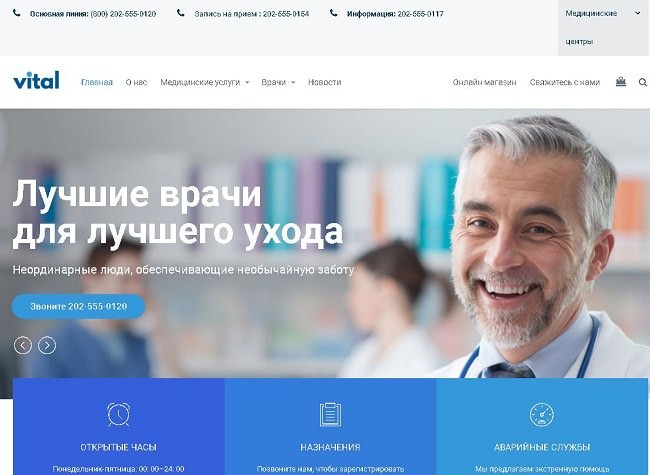 Основная линия: (800) 202-555-0120 Запись на прием : 202-555-0154 Информация: 202-555-0117
Медицинские
центры
vital Главная О нас Медицинские услуги Врачи Новости Онлайн магазин Свяжитесь с нами
Лучшие врачи
для лучшего ухода
Неординарные люди, обеспечивающие необычайную заботу
Звоните 202-555-0120
ОТКРЫТЫЕ ЧАСЫ НАЗНАЧЕНИЯ АВАРИЙНЫЕ СЛУЖБЫ
Понедельник-пятница: 00:00—24:00 Позвоните нам, чтобы зарегистрировать Мы предлагаем экстренную помощь